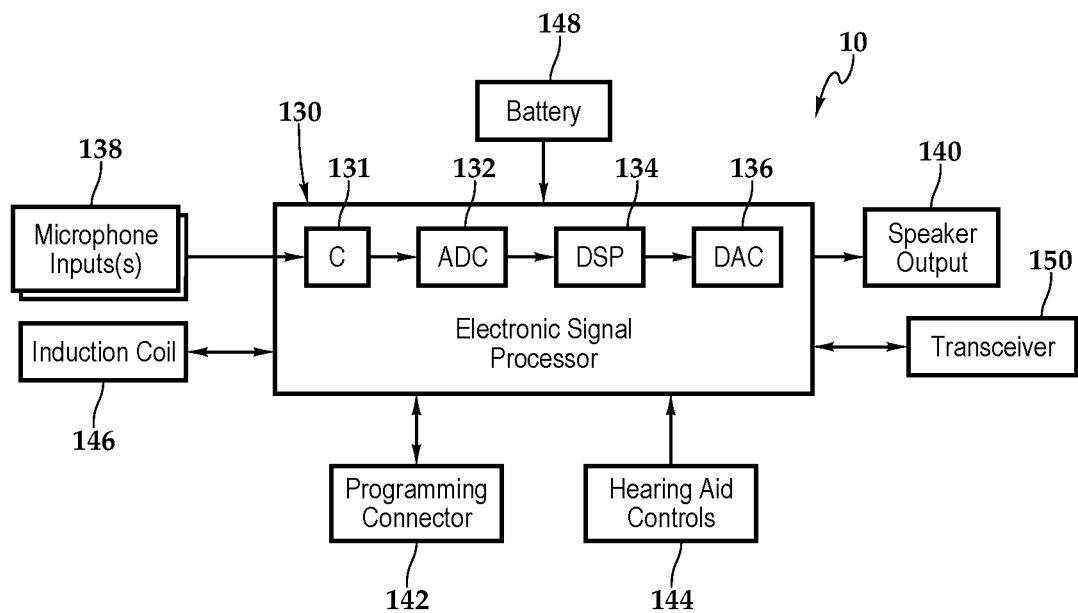 148
10
Battery
130
138
131
132
134
136
140
Microphone
Inputs(s)
C
ADC
DSP
DAC
Speaker
Output
150
Electronic Signal
Processor
Induction Coil
Transceiver
146
Programming
Connector
Hearing Aid
Controls
142
144